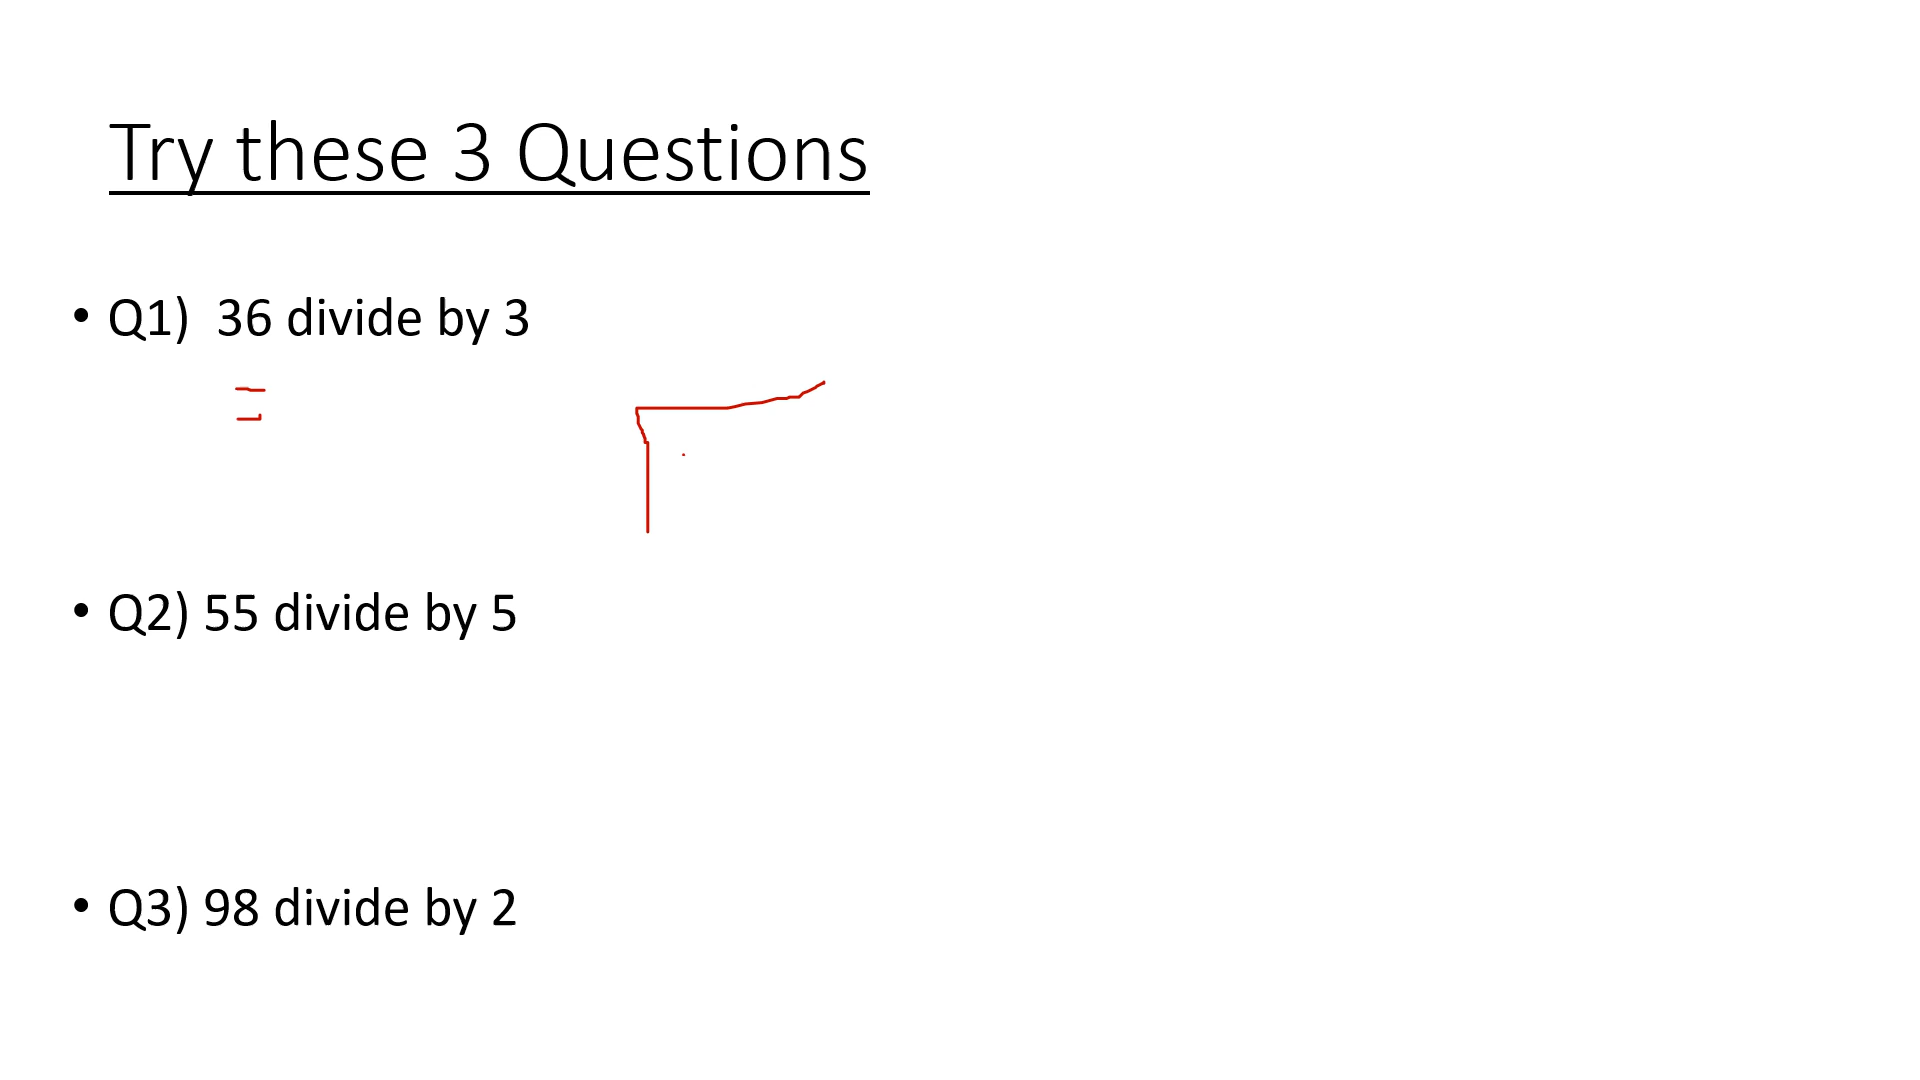 Try these 3 Questions
• Q1) 36 divide by 3
=
• Q2) 55 divide by 5
• Q3) 98 divide by 2